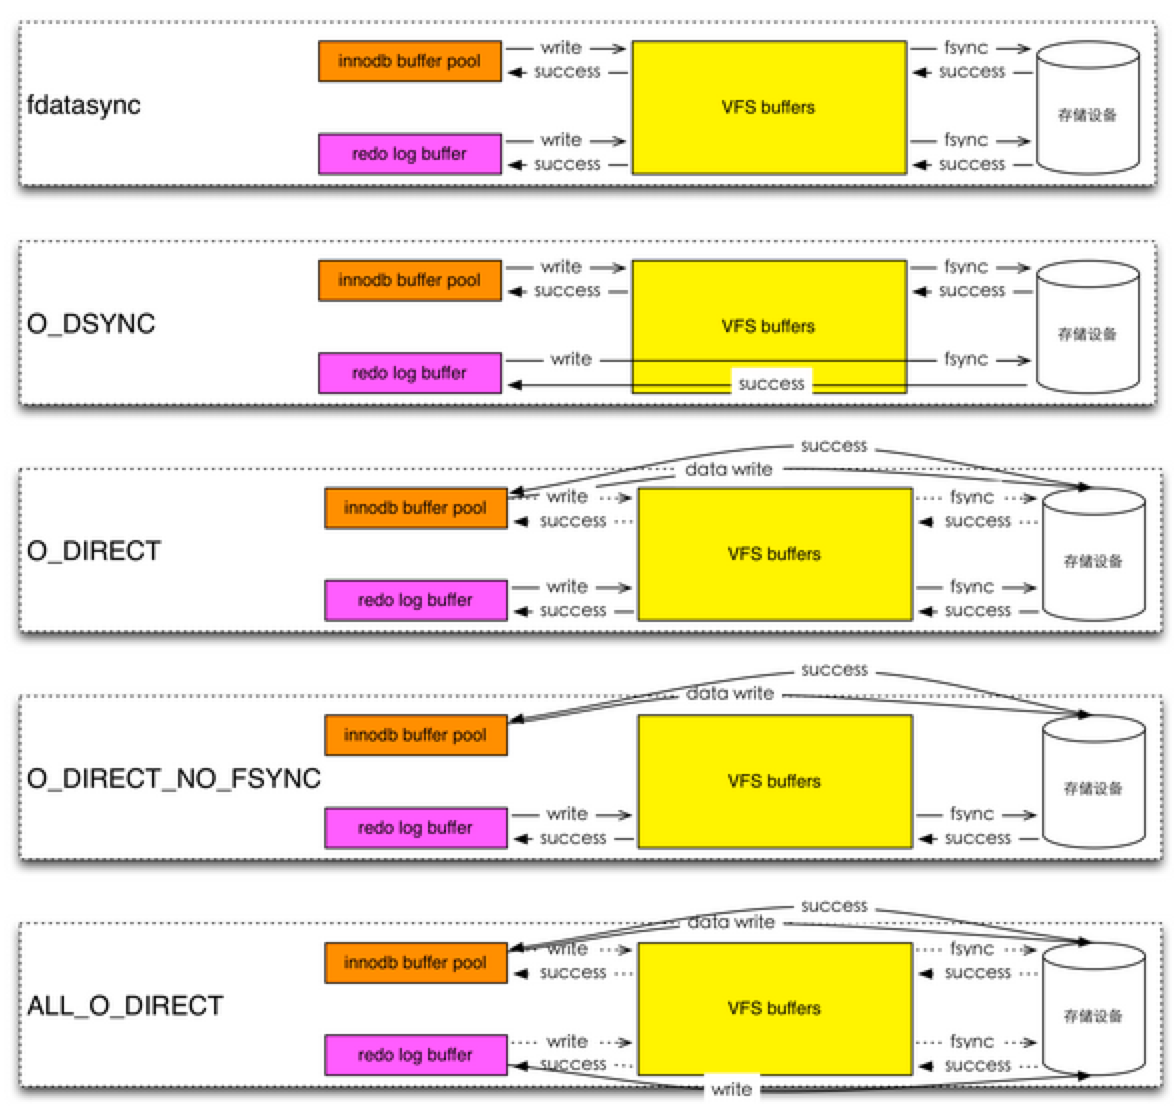 innodb buffer pool write fsync
success success
fdatasync VFS buffers 存储设备
redo log buffer write fsync
success success
innodb buffer pool write fsync
success success
O_DSYNC VFS buffers 存储设备
redo log buffer write fsync
success
success
data write
innodb buffer pool write fsync
success success
O_DIRECT VFS buffers 存储设备
redo log buffer write fsync
success success
success
data write
innodb buffer pool
O_DIRECT_NO_FSYNC VFS buffers 存储设备
redo log buffer write fsync
success success
success
data write
innodb buffer pool write fsync
success success
ALL_O_DIRECT VFS buffers 存储设备
redo log buffer write fsync
success success
write